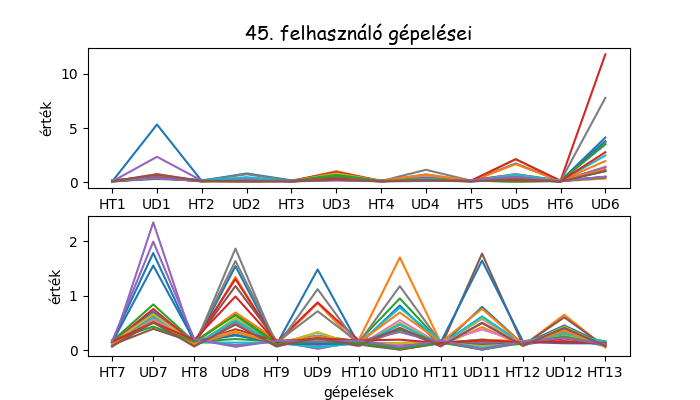 45. felhasználó gépelései
érték
10
5
0
HT1 UD1 HT2 UD2 HT3 UD3 HT4 UD4 HT5 UD5 HT6 UD6
érték
2
1
0
HT7 UD7 HT8 UD8 HT9 UD9 HT10 UD10 HT11 UD11 HT12 UD12 HT13
gépelések